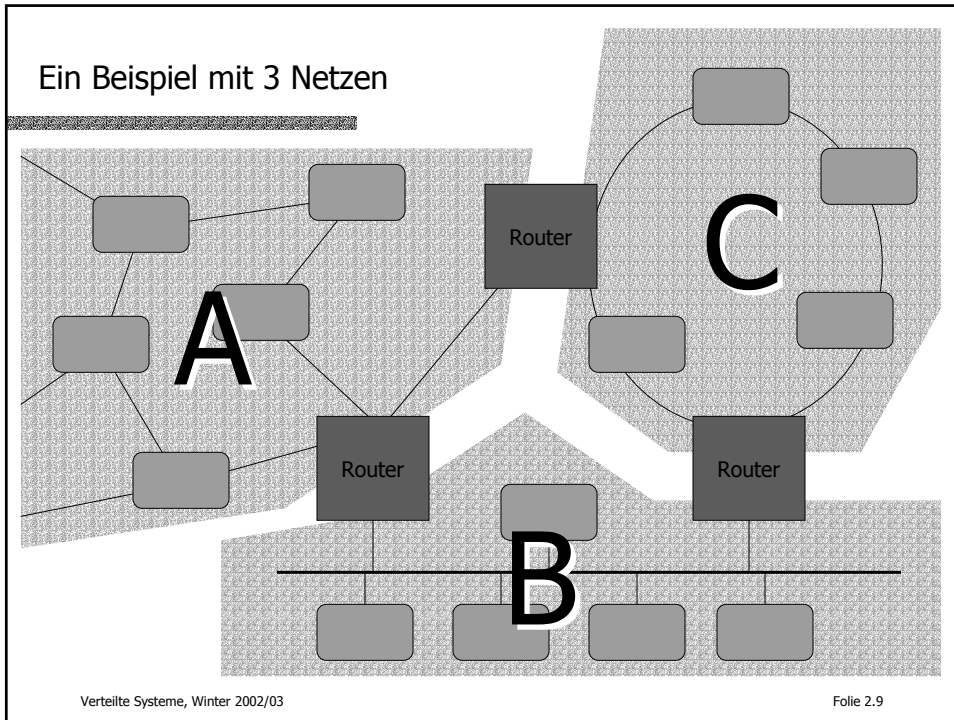 Ein Beispiel mit 3 Netzen
Router
C
A
Router
Router
B
Verteilte Systeme, Winter 2002/03
Folie 2.9